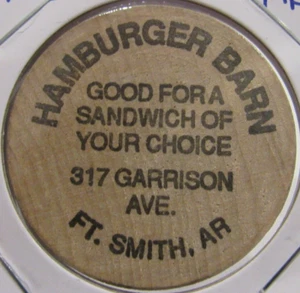 HAMBURGER BARN
GOOD FOR A
SANDWICH OF
YOUR CHOICE
317 GARRISON
AVE.
FT. SMITH, AR